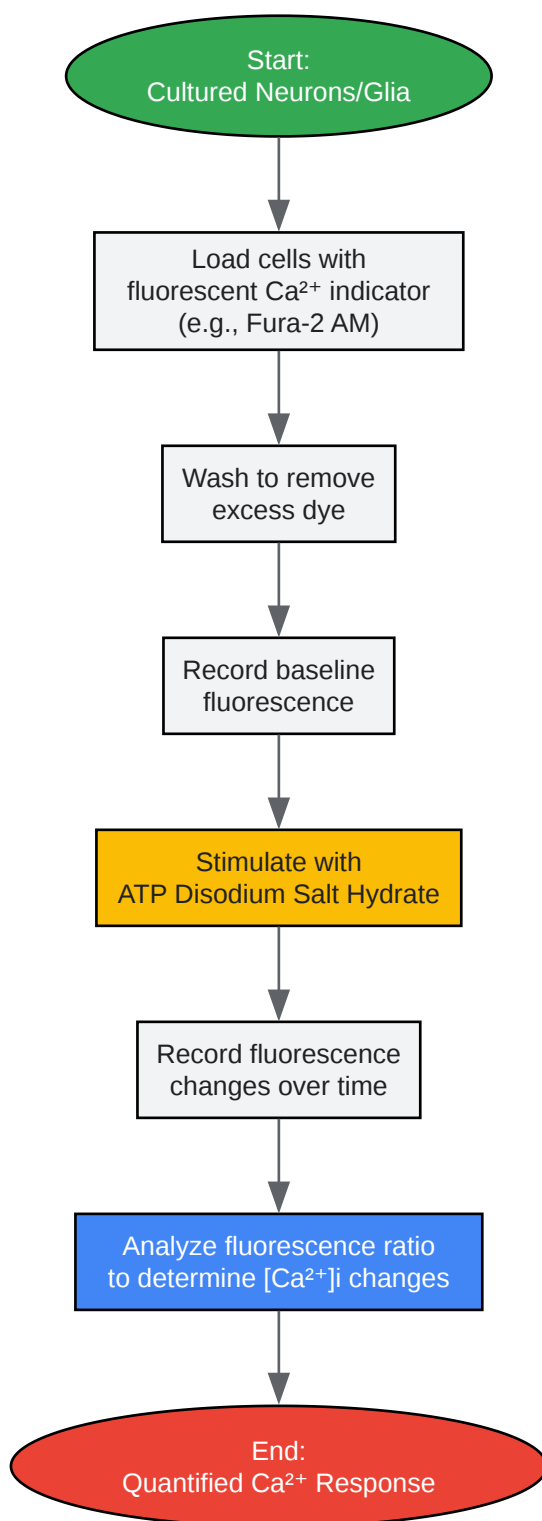 Start:
Cultured Neurons/Glia
Load cells with
fluorescent Ca²⁺ indicator
(e.g., Fura-2 AM)
Wash to remove
excess dye
Record baseline
fluorescence
Stimulate with
ATP Disodium Salt Hydrate
Record fluorescence
changes over time
Analyze fluorescence ratio
to determine [Ca²⁺]i changes
End:
Quantified Ca²⁺ Response